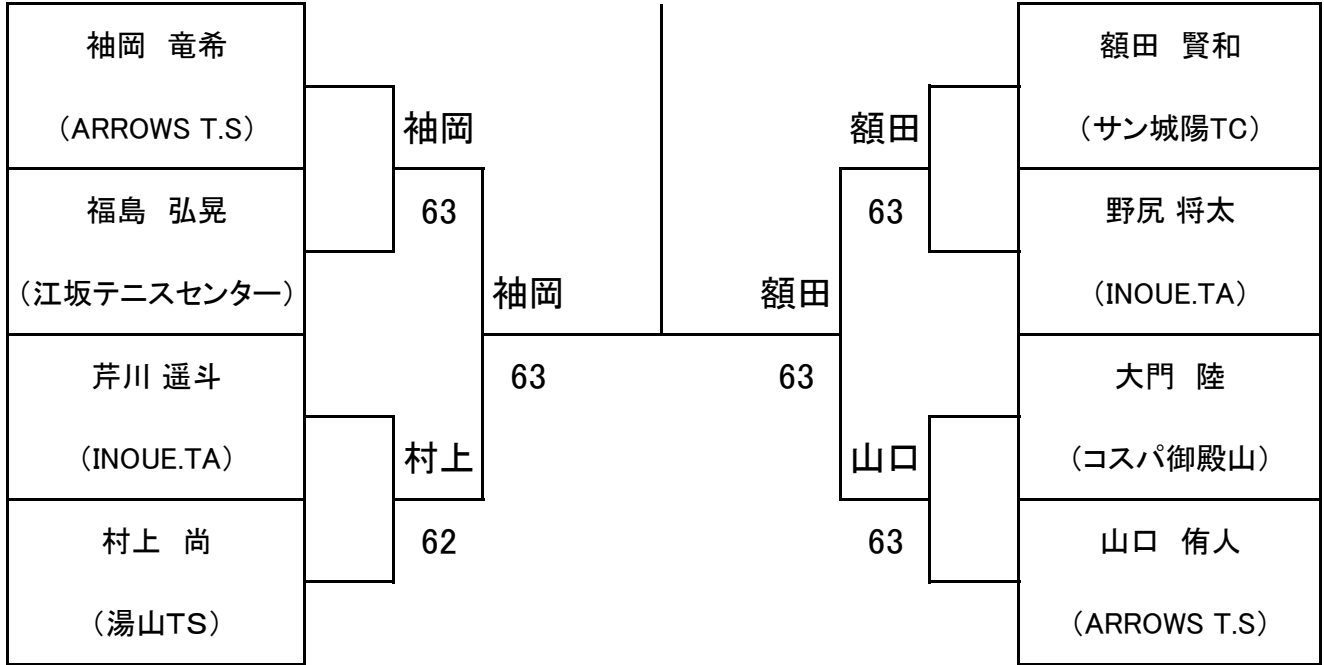 袖岡　竜希
（ARROWS T.S）
福島　弘晃
（江坂テニスセンター）
芹川 遥斗
（INOUE.TA）
村上　尚
（湯山TS）
袖岡
63
村上
62
袖岡
63
額田
63
額田
63
山口
63
額田　賢和
（サン城陽TC）
野尻 将太
（INOUE.TA）
大門　陸
（コスパ御殿山）
山口　侑人
（ARROWS T.S）